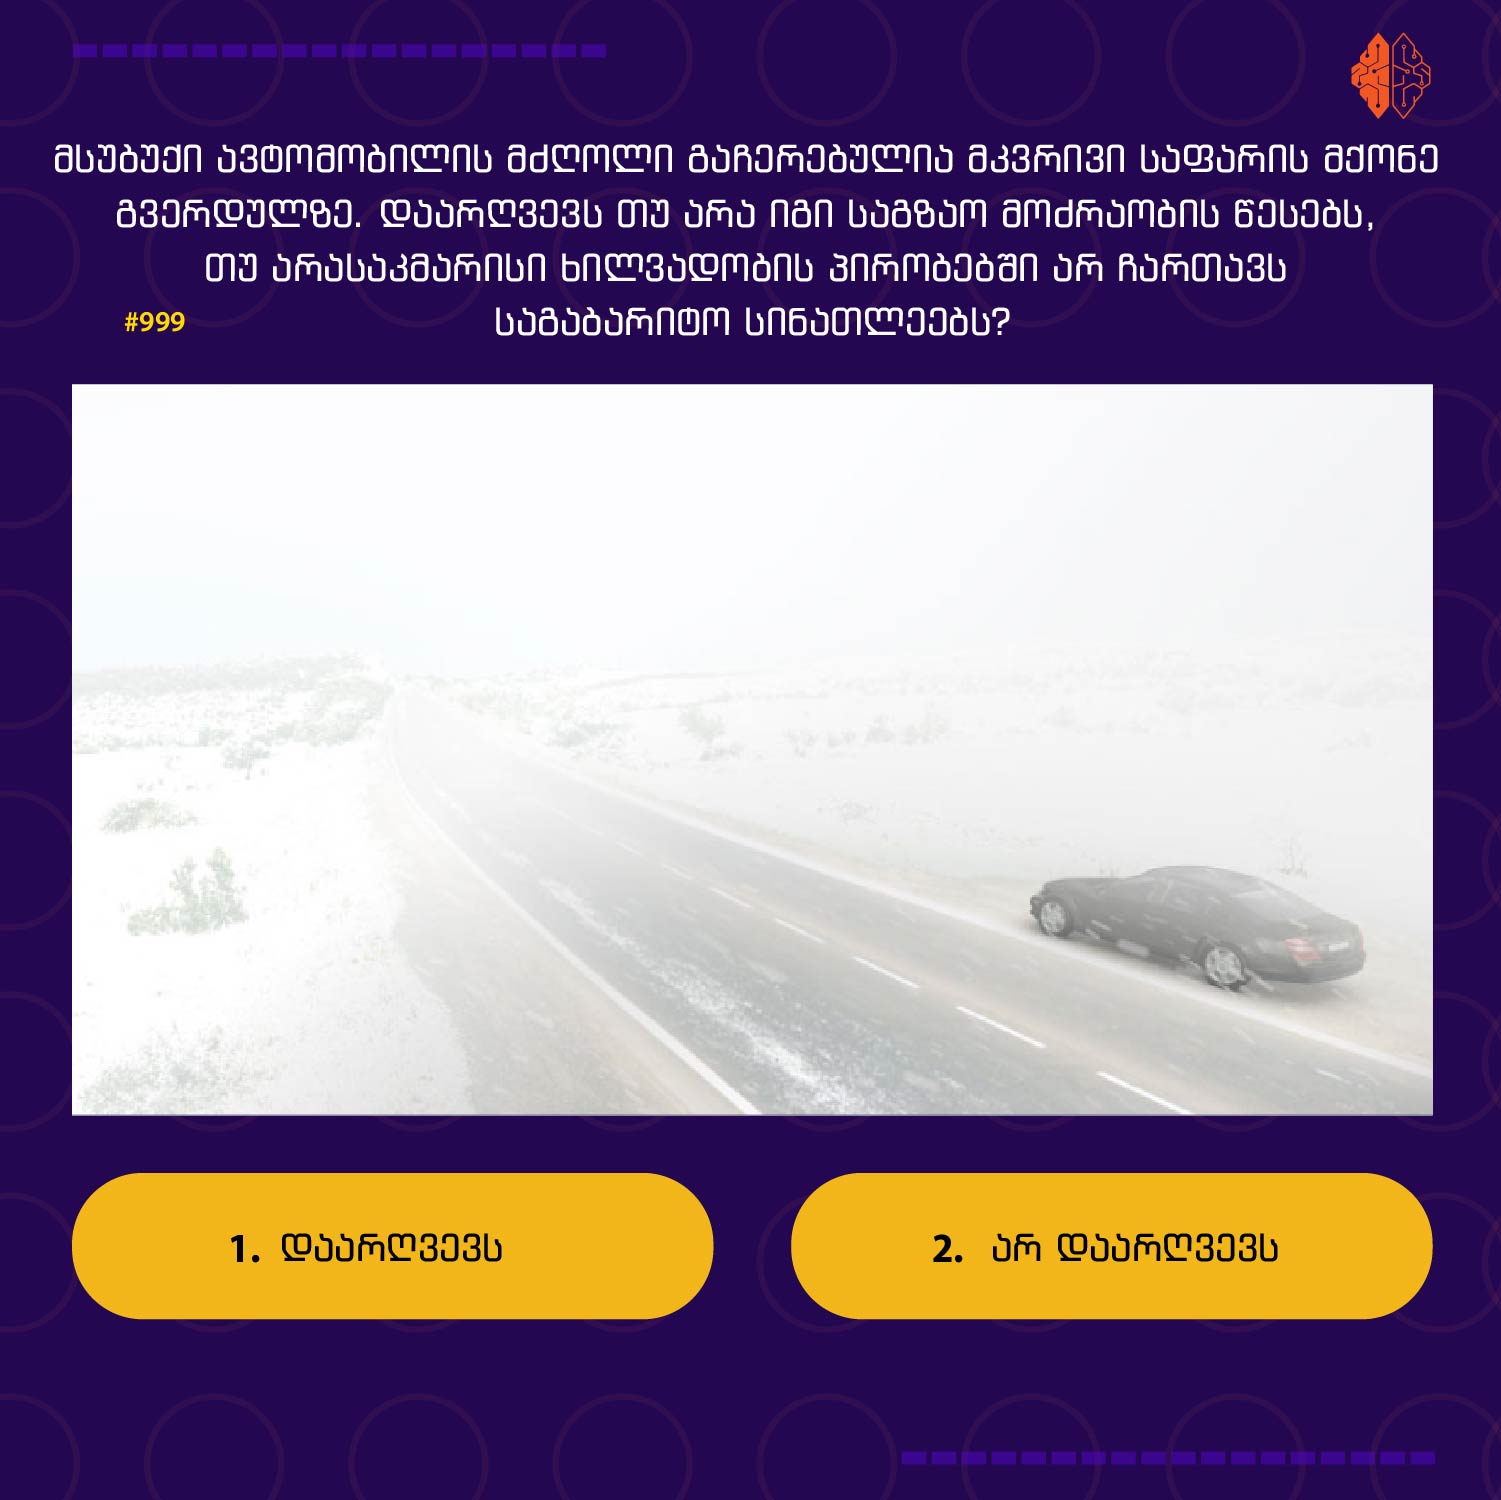 მსუბუქი ავტომობილის მძღოლი გაჩერებულია მკვრივი საფარის მქონე
გვერდულზე. დაარღვევს თუ არა იგი საგზაო მოძრაობის წესებს,
თუ არასაკმარისი ხილვადობის პირობებში არ ჩართავს
#999 საგაბარიტო სინათლეებს?
1. დაარღვევს
2. არ დაარღვევს